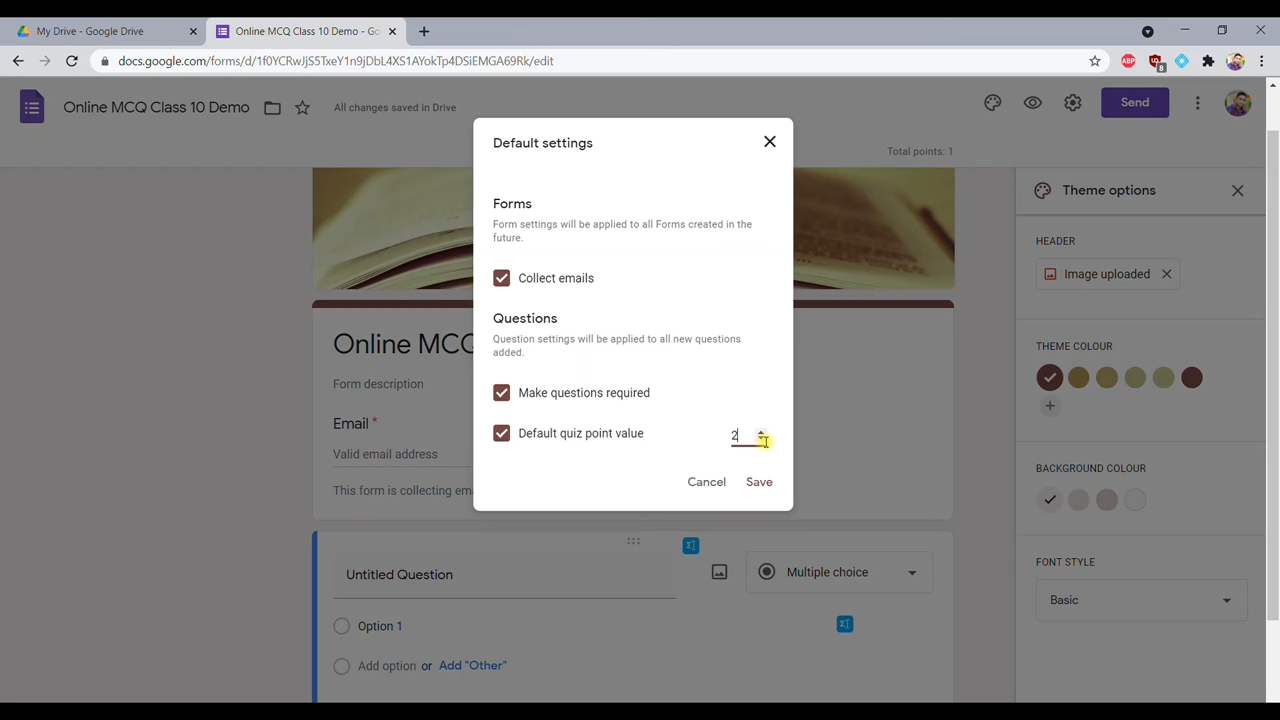 My Drive - Google Drive
Online MCQ Class 10 Demo - Go
docs.google.com/forms/d/1f0YCRwJjS5TxeY1n9jDbL4XS1AYkxTp4DSiEMGA69Rk/edit
ABP
8
Online MCQ Class 10 Demo
All changes saved in Drive
Send
Total points: 1
Default settings
Forms
Form settings will be applied to all Forms created in the
future.
Collect emails
Questions
Question settings will be applied to all new questions
added.
Make questions required
Default quiz point value
2
Cancel
Save
Online MCQ
Form description
Email *
Valid email address
This form is collecting ema
Untitled Question
Multiple choice
Option 1
Add option or Add "Other"
Theme options
HEADER
Image uploaded
THEME COLOUR
BACKGROUND COLOUR
FONT STYLE
Basic